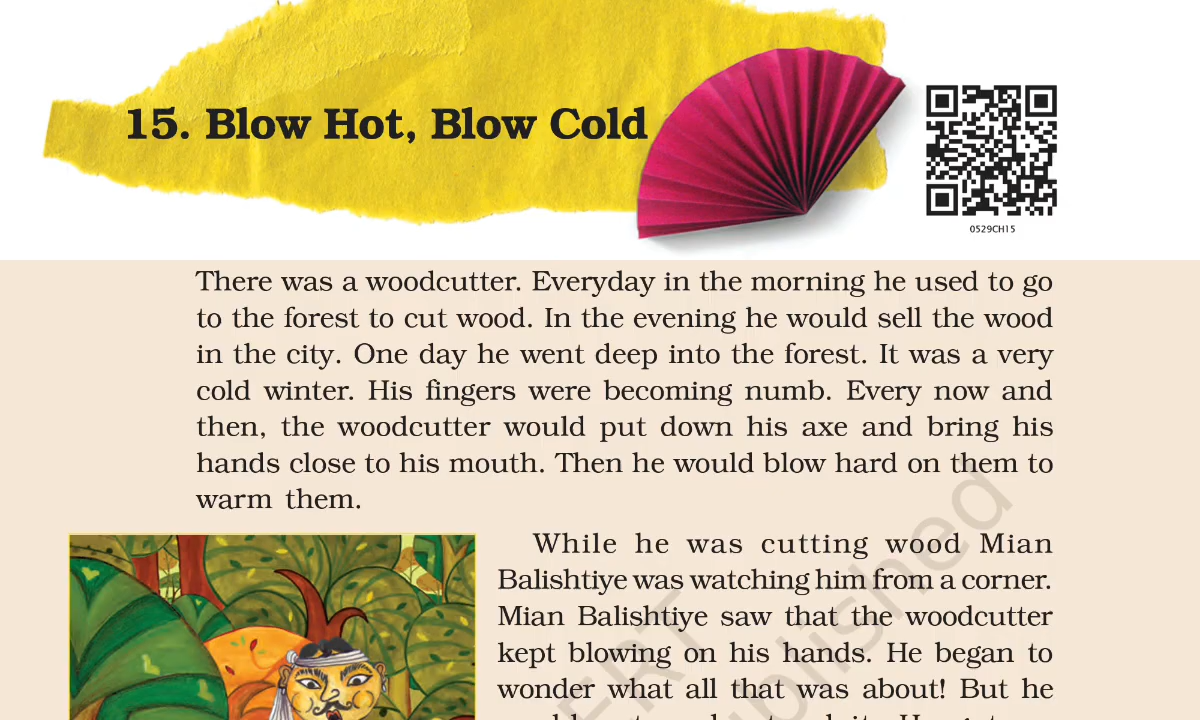 15. Blow Hot, Blow Cold
0529CH15
There was a woodcutter. Everyday in the morning he used to go
to the forest to cut wood. In the evening he would sell the wood
in the city. One day he went deep into the forest. It was a very
cold winter. His fingers were becoming numb. Every now and
then, the woodcutter would put down his axe and bring his
hands close to his mouth. Then he would blow hard on them to
warm them.
While he was cutting wood Mian
Balishtiye was watching him from a corner.
Mian Balishtiye saw that the woodcutter
kept blowing on his hands. He began to
wonder what all that was about! But he